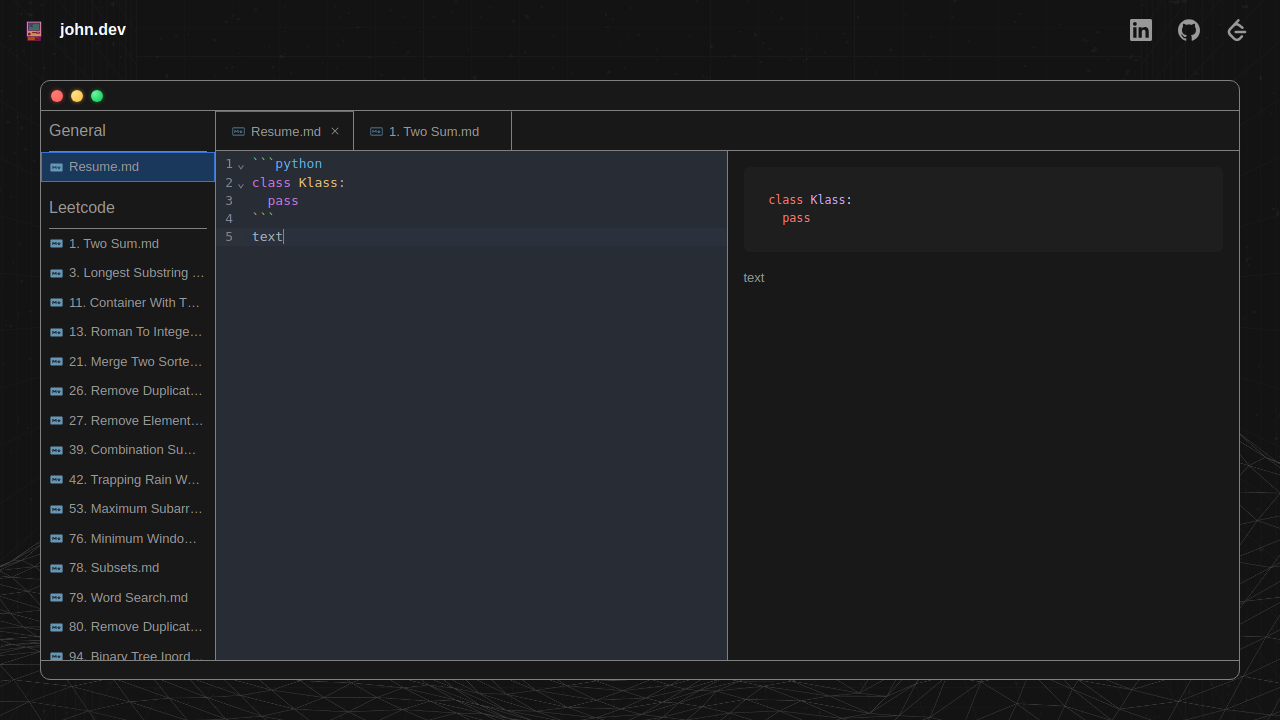 john.dev
General
Resume.md
Leetcode
1. Two Sum.md
3. Longest Substring ...
11. Container With T...
13. Roman To Intege...
21. Merge Two Sorte...
26. Remove Duplicat...
27. Remove Element...
39. Combination Su...
42. Trapping Rain W...
53. Maximum Subarr...
76. Minimum Windo...
78. Subsets.md
79. Word Search.md
80. Remove Duplicat...
94. Binary Tree Inord...
Resume.md ×
1. Two Sum.md
1 ```python
2 class Klass:
3   pass
4 ```
5 text
class Klass:
  pass
text